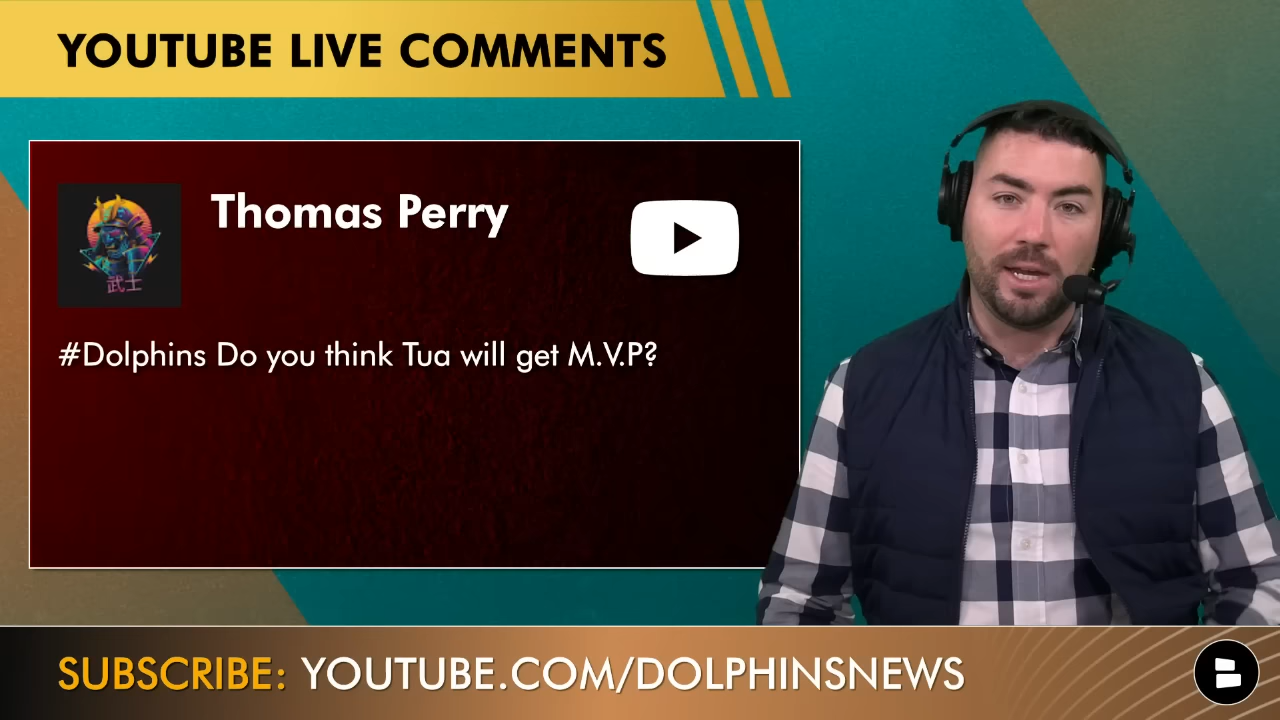 YOUTUBE LIVE COMMENTS
Thomas Perry
武士
#Dolphins Do you think Tua will get M.V.P?
SUBSCRIBE: YOUTUBE.COM/DOLPHINSNEWS